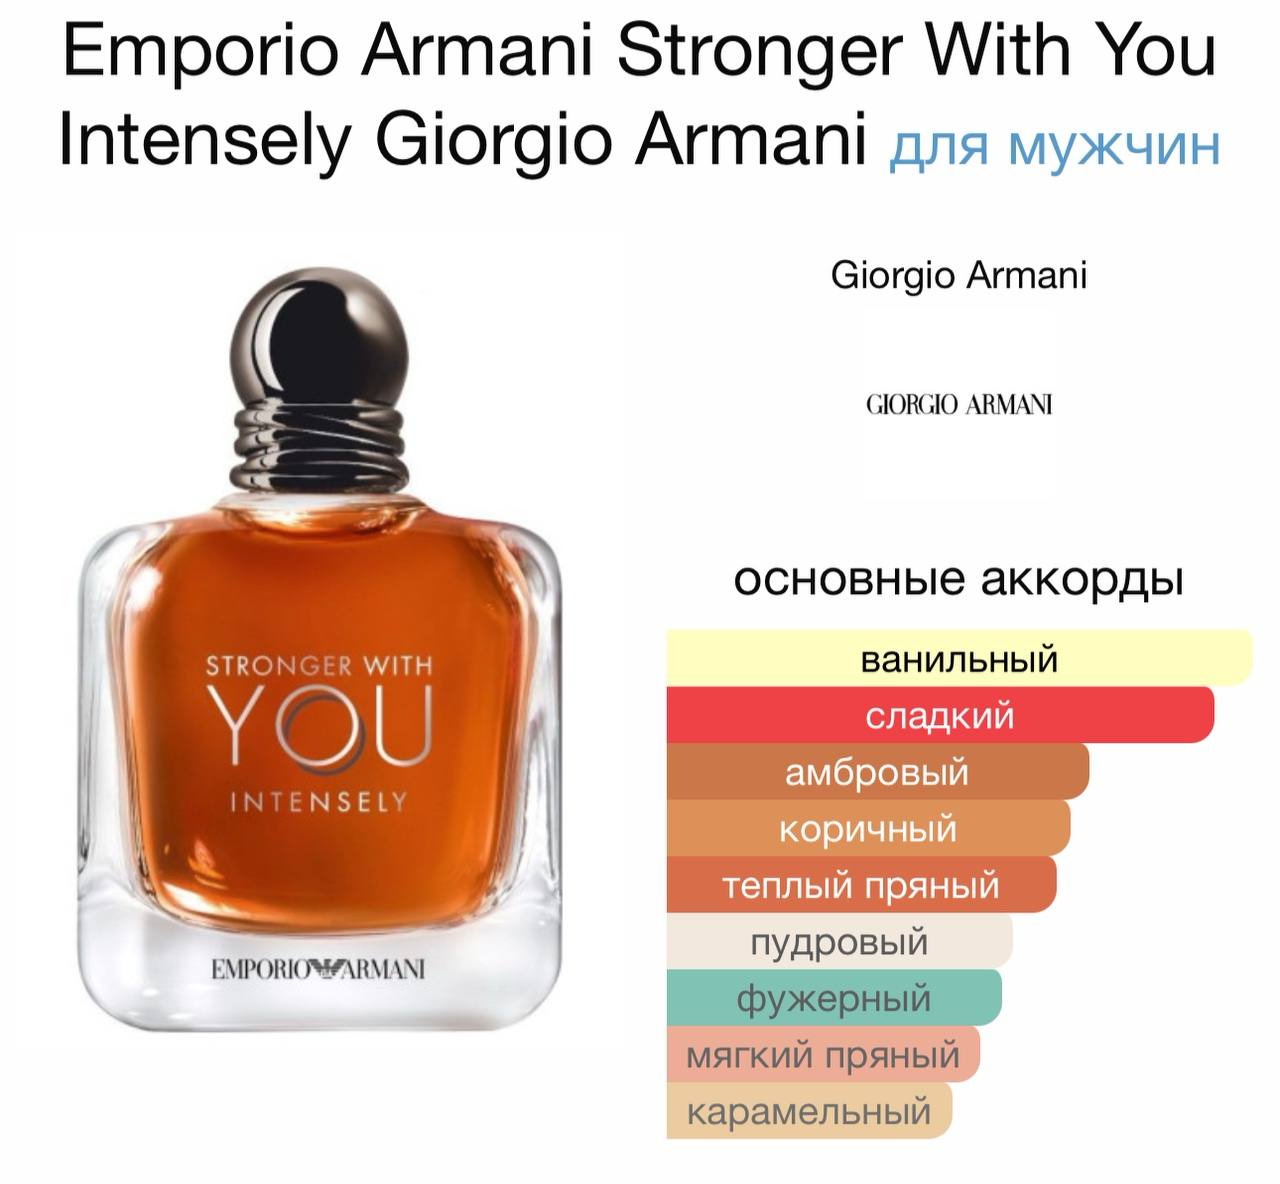 Emporio Armani Stronger With You
Intensely Giorgio Armani для мужчин
Giorgio Armani
GIORGIO ARMANI
основные аккорды
ванильный
сладкий
амбровый
коричный
теплый пряный
пудровый
фужерный
мягкий пряный
карамельный
STRONGER WITH
YOU
INTENSELY
EMPORIO ARMANI